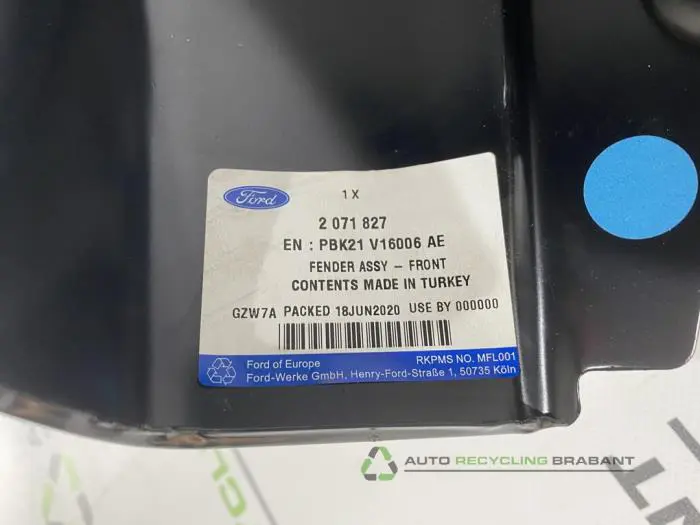 Ford
1 X
2 071 827
EN : PBK21 V16006 AE
FENDER ASSY - FRONT
CONTENTS MADE IN TURKEY
GZW7A PACKED 18JUN2020 USE BY 000000
Ford of Europe RKPMS NO. MFL001
Ford-Werke GmbH, Henry-Ford-Straße 1, 50735 Köln
AUTO RECYCLING BRABANT